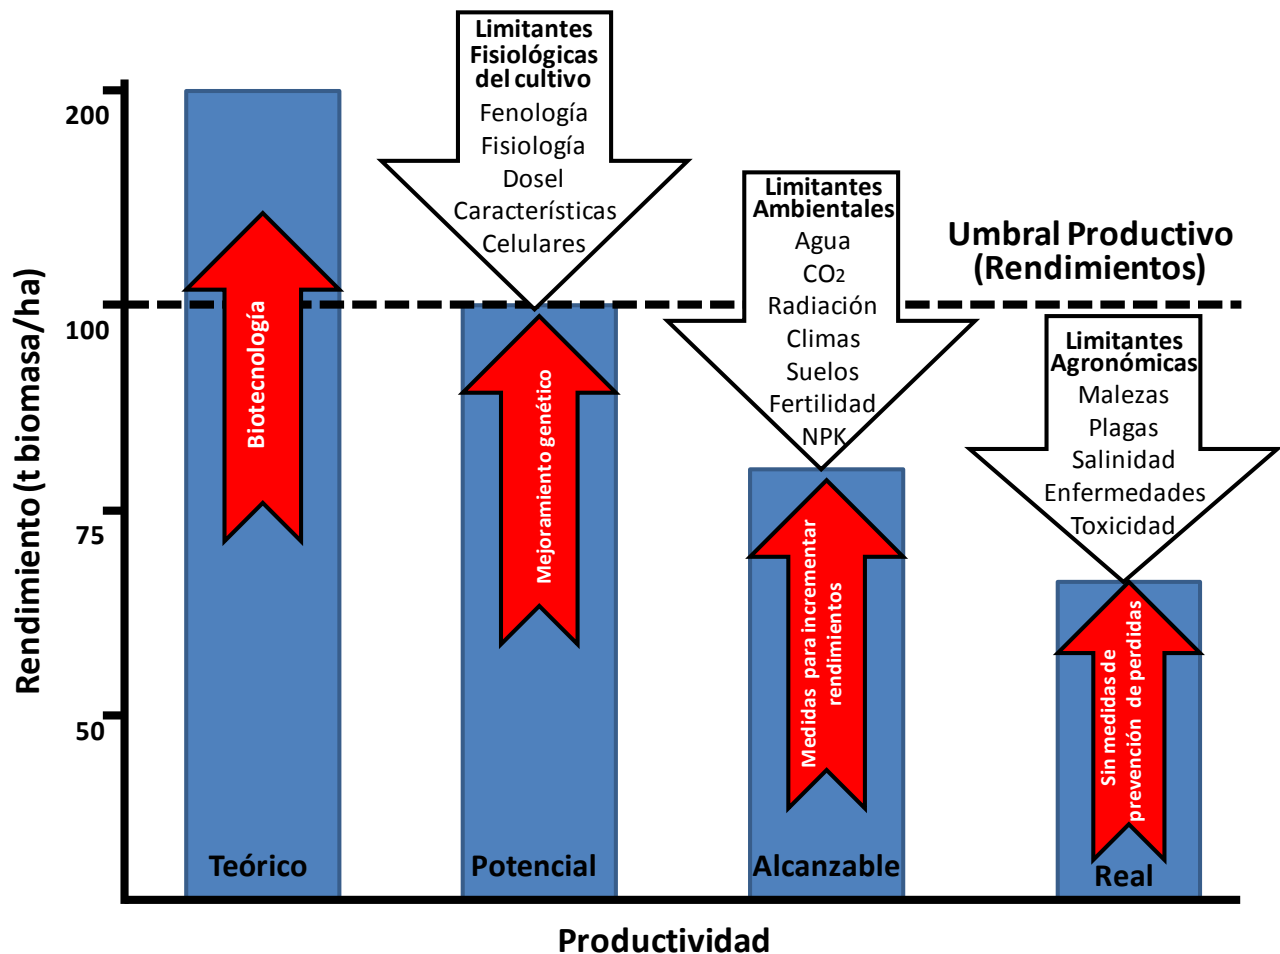 Limitantes
Fisiológicas
del cultivo
Fenología
Fisiología
Dosel
Características
Celulares
Limitantes
Ambientales
Agua
CO2
Radiación
Climas
Suelos
Fertilidad
NPK
Umbral Productivo
(Rendimientos)
Limitantes
Agronómicas
Malezas
Plagas
Salinidad
Enfermedades
Toxicidad
Rendimiento (t biomasa/ha)
200
100
75
50
Biotecnología
Mejoramiento genético
Medidas para incrementar
rendimientos
Sin medidas de
prevención de perdidas
Teórico
Potencial
Alcanzable
Real
Productividad